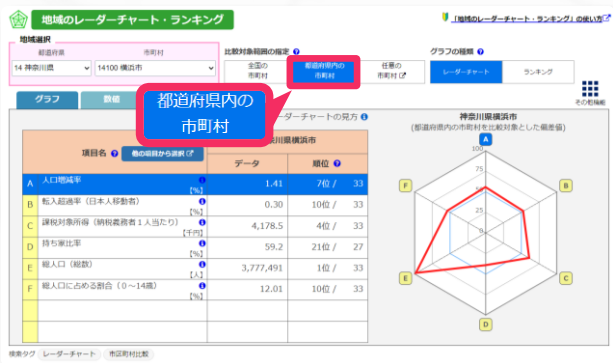 地域のレーダーチャート・ランキング
「地域のレーダーチャート・ランキング」の使い方
地域選択
都道府県
市町村
14 神奈川県
14100 横浜市
比較対象範囲の指定
全国の
市町村
都道府県内の
市町村
任意の
市町村
グラフの種類
レーダーチャート
ランキング
その他機能
グラフ
数値
都道府県内の
市町村
ーダーチャートの見方
項目名
他の項目から選択
川県横浜市
データ
順位
A 人口増減率 【%】 1.41 7位 / 33
B 転入超過率（日本人移動者） 【%】 0.30 10位 / 33
C 課税対象所得（納税義務者１人当たり） 【千円】 4,178.5 4位 / 33
D 持ち家比率 【%】 59.2 21位 / 27
E 総人口（総数） 【人】 3,777,491 1位 / 33
F 総人口に占める割合（０～14歳） 【%】 12.01 10位 / 33
神奈川県横浜市
(都道府県内の市町村を比較対象とした偏差値)
A
100
75
25
0
F
B
E
C
D
検索タグ レーダーチャート 市区町村比較